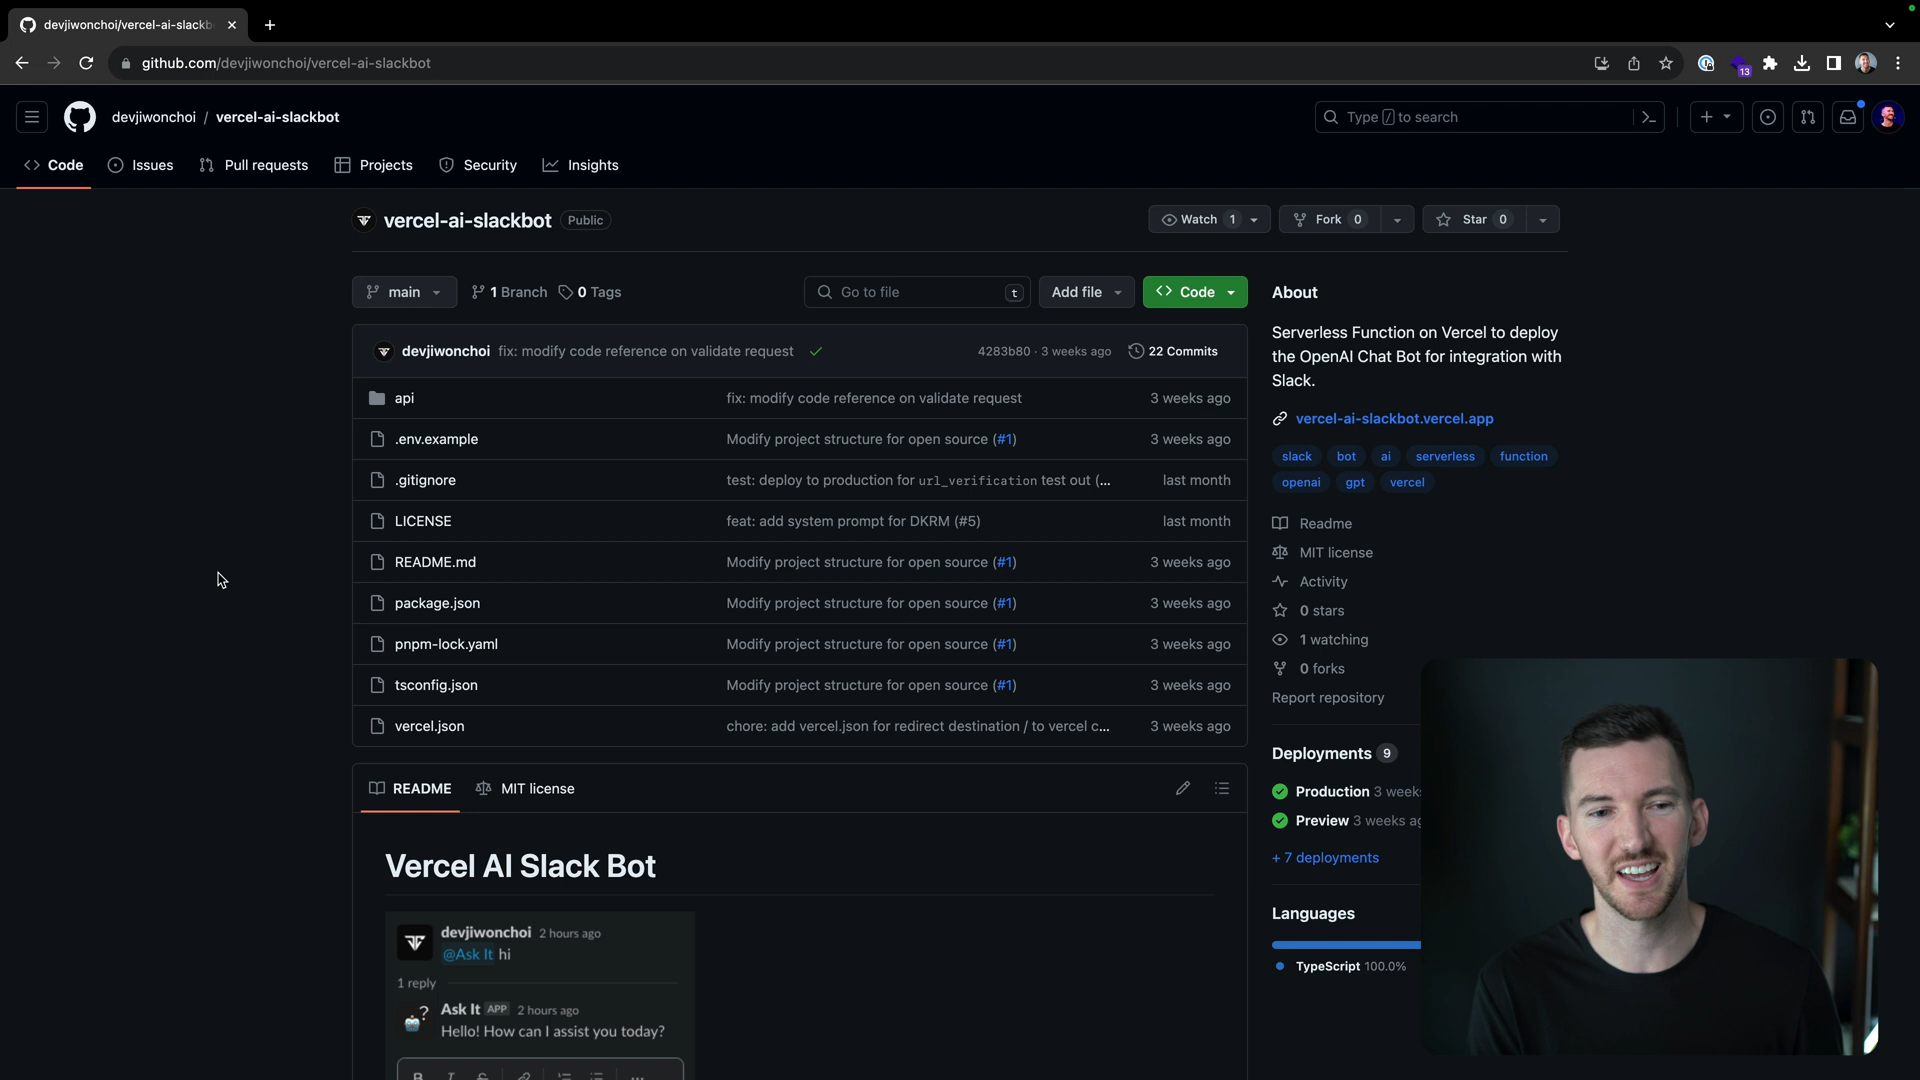 devjiwonchoi/vercel-ai-slackb
github.com/devjiwonchoi/vercel-ai-slackbot
13
devjiwonchoi / vercel-ai-slackbot
Type / to search
Code
Issues
Pull requests
Projects
Security
Insights
vercel-ai-slackbot
Public
Watch 1
Fork 0
Star 0
main
1 Branch
0 Tags
Go to file
t
Add file
Code
devjiwonchoi fix: modify code reference on validate request
4283b80 · 3 weeks ago
22 Commits
api fix: modify code reference on validate request 3 weeks ago
.env.example Modify project structure for open source (#1) 3 weeks ago
.gitignore test: deploy to production for url_verification test out (... last month
LICENSE feat: add system prompt for DKRM (#5) last month
README.md Modify project structure for open source (#1) 3 weeks ago
package.json Modify project structure for open source (#1) 3 weeks ago
pnpm-lock.yaml Modify project structure for open source (#1) 3 weeks ago
tsconfig.json Modify project structure for open source (#1) 3 weeks ago
vercel.json chore: add vercel.json for redirect destination / to vercel c... 3 weeks ago
README
MIT license
Vercel AI Slack Bot
devjiwonchoi 2 hours ago
@Ask It hi
1 reply
Ask It APP 2 hours ago
Hello! How can I assist you today?
B I S
About
Serverless Function on Vercel to deploy
the OpenAI Chat Bot for integration with
Slack.
vercel-ai-slackbot.vercel.app
slack bot ai serverless function
openai gpt vercel
Readme
MIT license
Activity
0 stars
1 watching
0 forks
Report repository
Deployments 9
Production 3 weeks
Preview 3 weeks ag
+ 7 deployments
Languages
TypeScript 100.0%